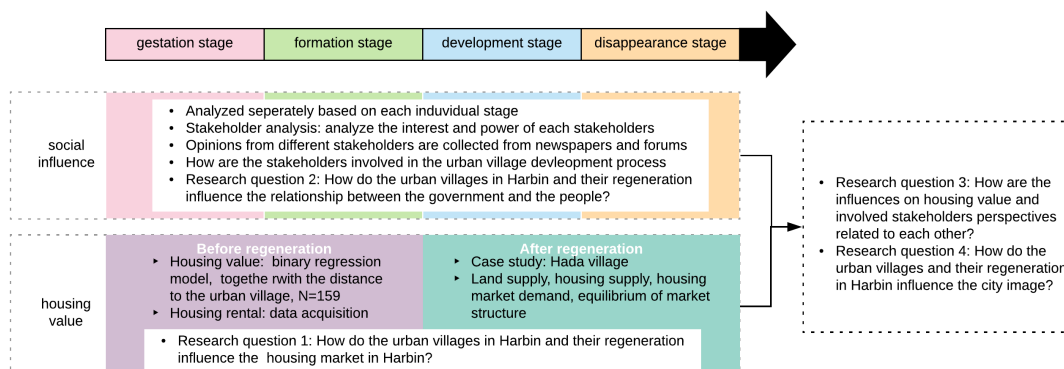 gestation stage
formation stage
development stage
disappearance stage
social
influence
• Analyzed seperately based on each induvidual stage
• Stakeholder analysis: analyze the interest and power of each stakeholders
• Opinions from different stakeholders are collected from newspapers and forums
• How are the stakeholders involved in the urban village devleopment process
• Research question 2: How do the urban villages in Harbin and their regeneration
influence the relationship between the government and the people?
housing
value
Before regeneration
‣ Housing value:  binary regression
model,  togethe rwith the distance
to the urban village, N=159
‣ Housing rental: data acquisition
After regeneration
‣ Case study: Hada village
‣ Land supply, housing supply, housing
market demand, equilibrium of market
structure
• Research question 1: How do the urban villages in Harbin and their regeneration
influence the  housing market in Harbin?
• Research question 3: How are the
influences on housing value and
involved stakeholders perspectives
related to each other?
• Research question 4: How do the
urban villages and their regeneration
in Harbin influence the city image?